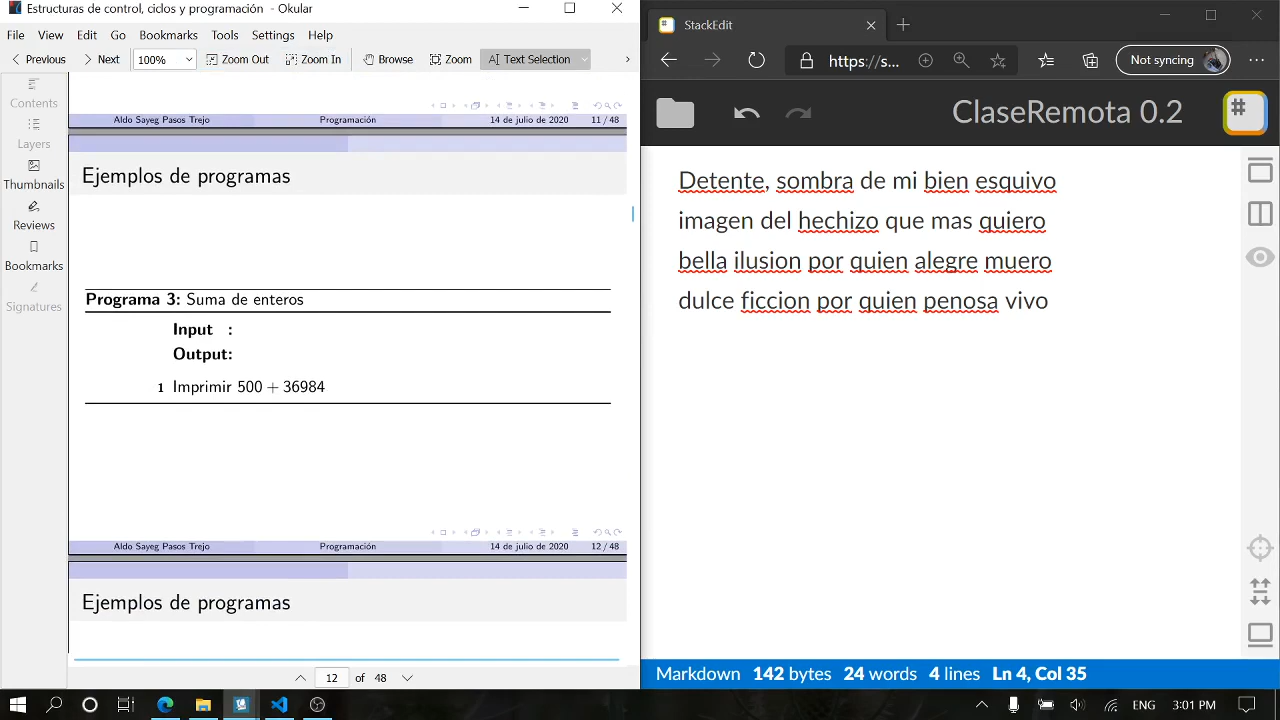 Estructuras de control, ciclos y programación - Okular
File View Edit Go Bookmarks Tools Settings Help
Previous Next 100% Zoom Out Zoom In Browse Zoom Text Selection
Contents
Layers
Thumbnails
Reviews
Bookmarks
Signatures
Aldo Sayeg Pasos Trejo Programación 14 de julio de 2020 11 / 48
Ejemplos de programas
Programa 3: Suma de enteros
Input :
Output:
1 Imprimir 500 + 36984
Aldo Sayeg Pasos Trejo Programación 14 de julio de 2020 12 / 48
Ejemplos de programas
12 of 48
StackEdit
https://s... Not syncing
ClaseRemota 0.2
Detente, sombra de mi bien esquivo
imagen del hechizo que mas quiero
bella ilusion por quien alegre muero
dulce ficcion por quien penosa vivo
Markdown 142 bytes 24 words 4 lines Ln 4, Col 35
ENG 3:01 PM